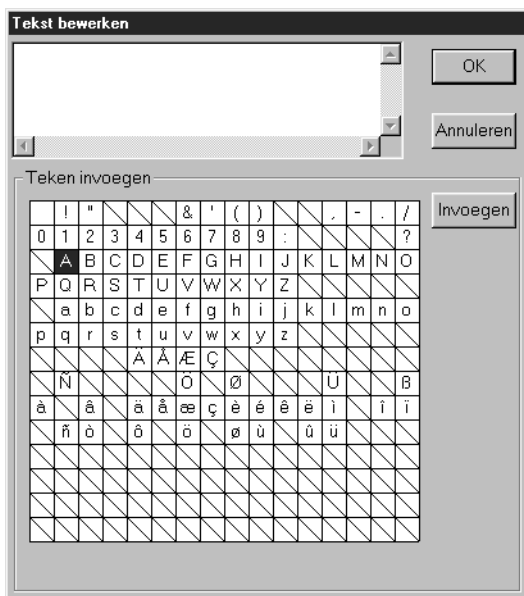 Tekst bewerken
OK
Annuleren
Teken invoegen
Invoegen
! " & ' ( ) , - . /
0 1 2 3 4 5 6 7 8 9 : ?
A B C D E F G H I J K L M N O
P Q R S T U V W X Y Z
a b c d e f g h i j k l m n o
p q r s t u v w x y z
Ä Å Æ Ç
Ñ Ö Ø Ü ß
à â ä å æ ç è é ê ë ì î ï
ñ ò ô ö ø ù û ü